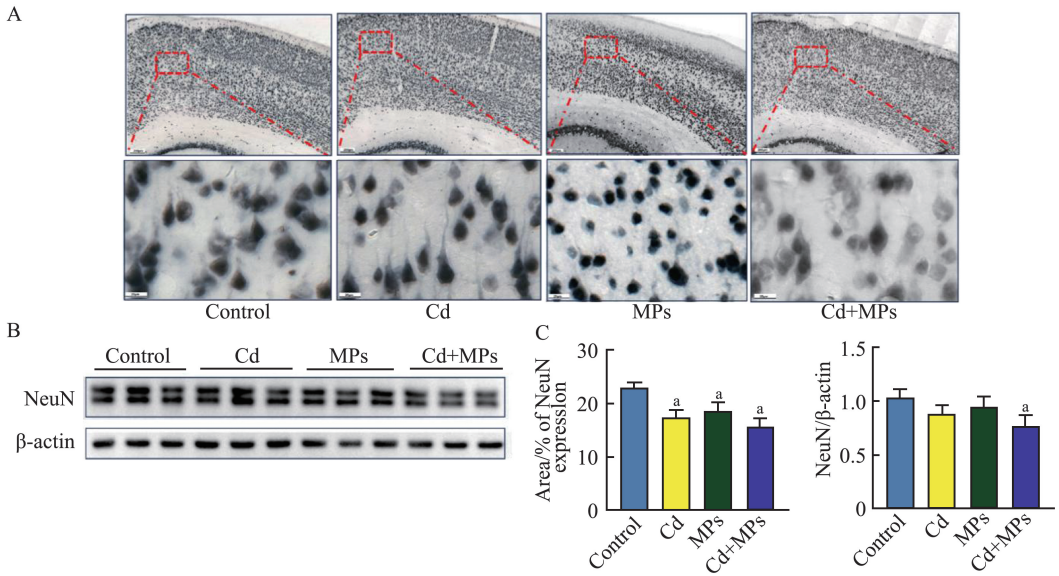 A
Control
Cd
MPs
Cd+MPs
B
Control
Cd
MPs
Cd+MPs
NeuN
β-actin
C
Area/% of NeuN
expression
30
20
10
0
Control
Cd
MPs
Cd+MPs
a
a
a
NeuN/β-actin
1.5
1.0
0.5
0
Control
Cd
MPs
Cd+MPs
a